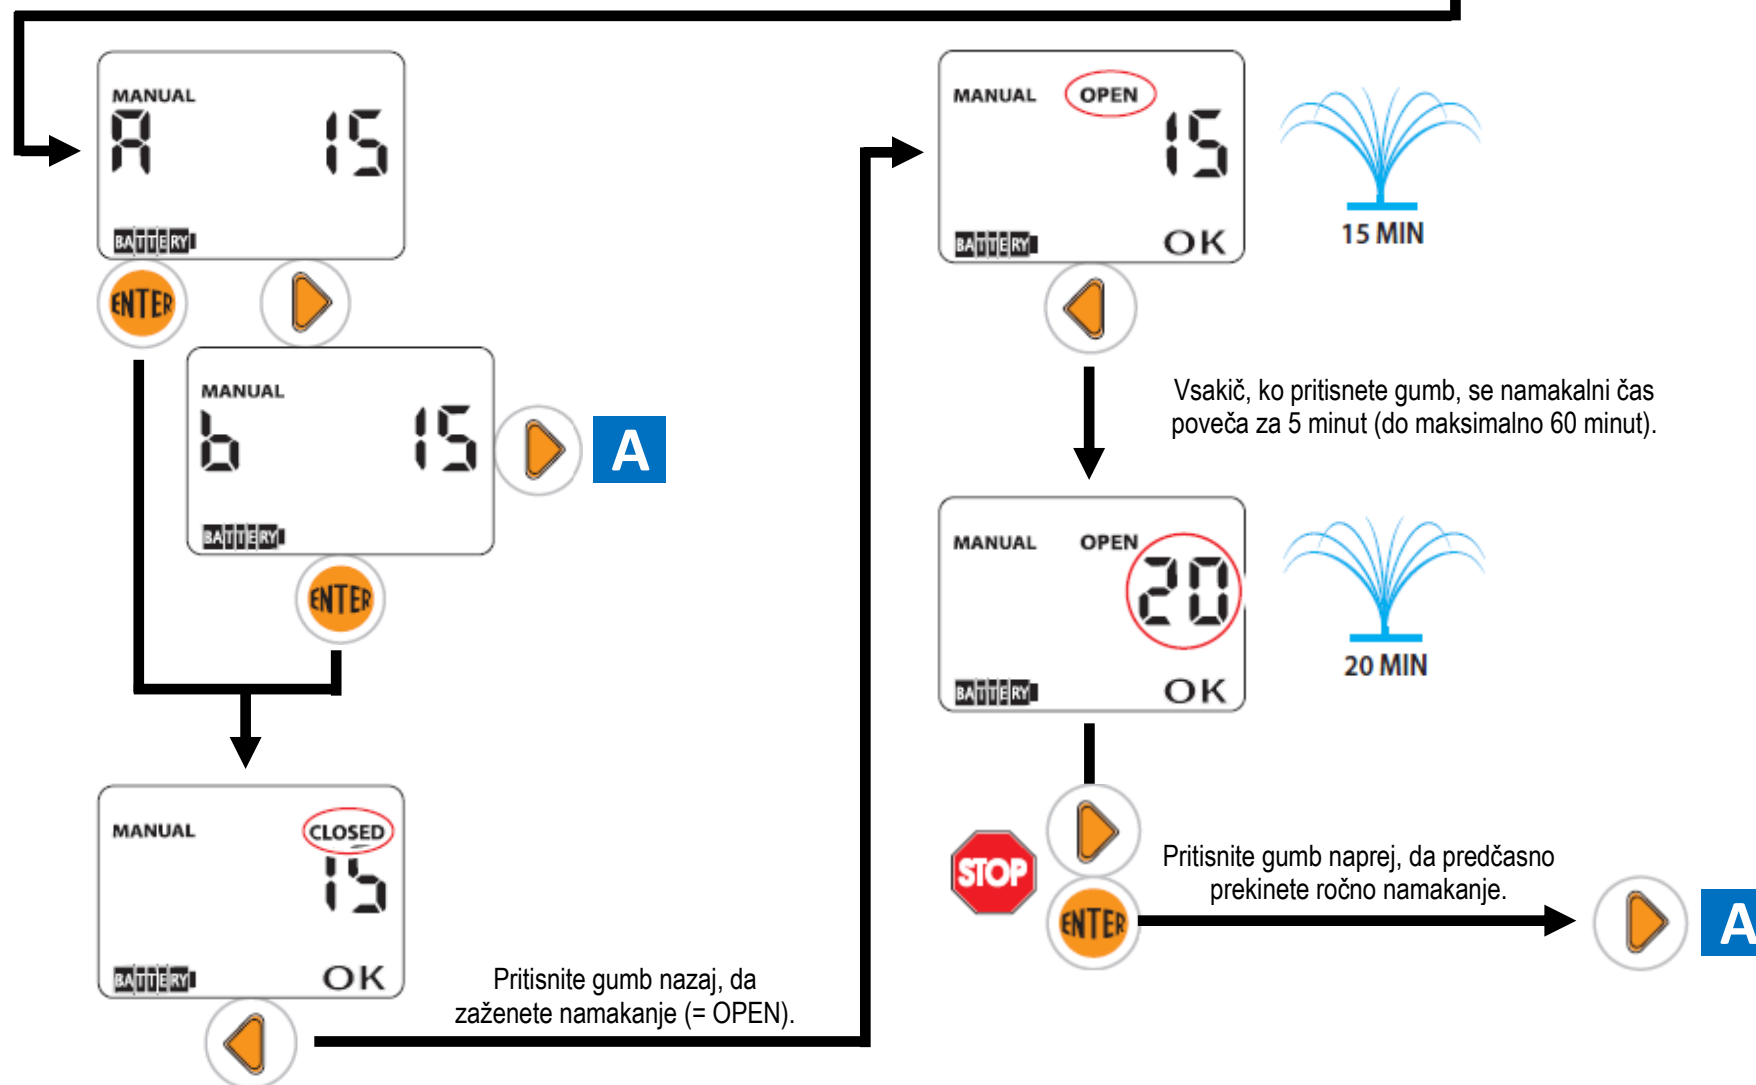 MANUAL
A 15
BATTERY
ENTER
MANUAL
b 15
A
BATTERY
ENTER
MANUAL CLOSED
15
BATTERY OK
Pritisnite gumb nazaj, da
zaženete namakanje (= OPEN).
MANUAL OPEN
15
BATTERY OK
15 MIN
Vsakič, ko pritisnete gumb, se namakalni čas
poveča za 5 minut (do maksimalno 60 minut).
MANUAL OPEN
20
BATTERY OK
20 MIN
STOP
ENTER
Pritisnite gumb naprej, da predčasno
prekinete ročno namakanje.
A